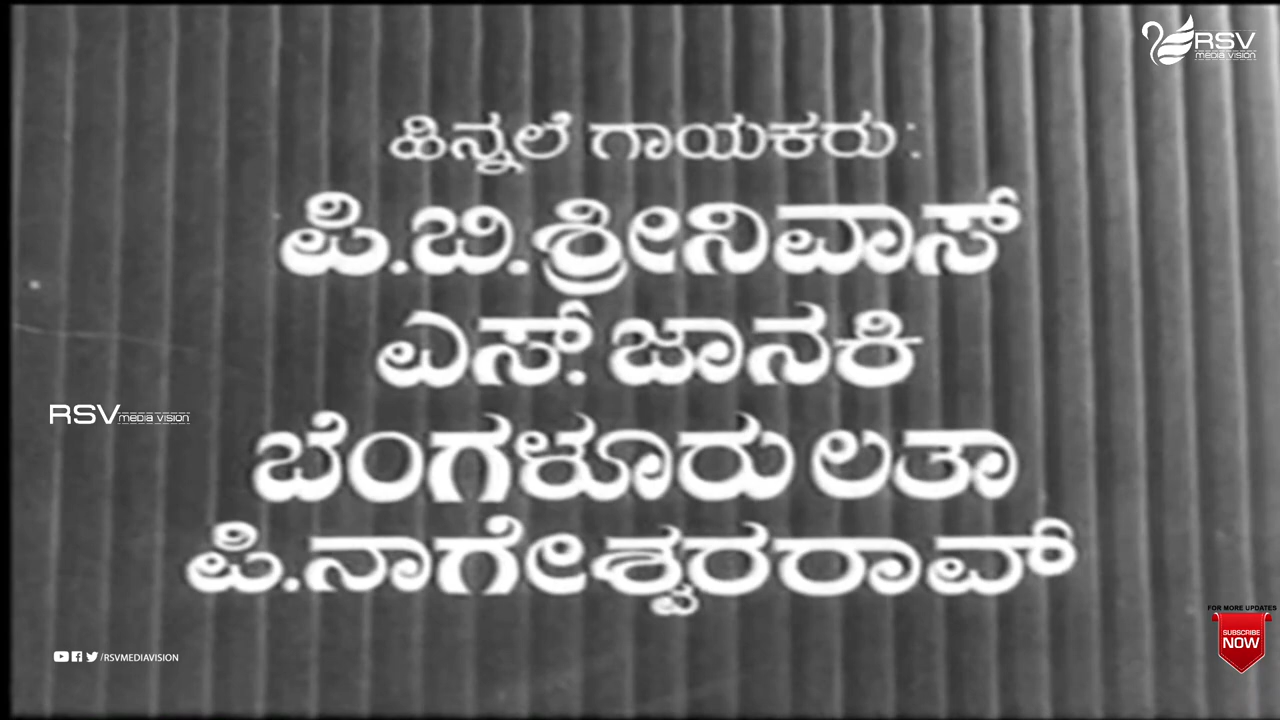 RSV
media vision
ಹಿನ್ನಲೆ ಗಾಯಕರು :
ಪಿ.ಬಿ.ಶ್ರೀನಿವಾಸ್
ಎಸ್. ಜಾನಕಿ
RSV media vision
ಬೆಂಗಳೂರು ಲತಾ
ಪಿ.ನಾಗೇಶ್ವರರಾವ್
FOR MORE UPDATES
SUBSCRIBE
NOW
/RSVMEDIAVISION